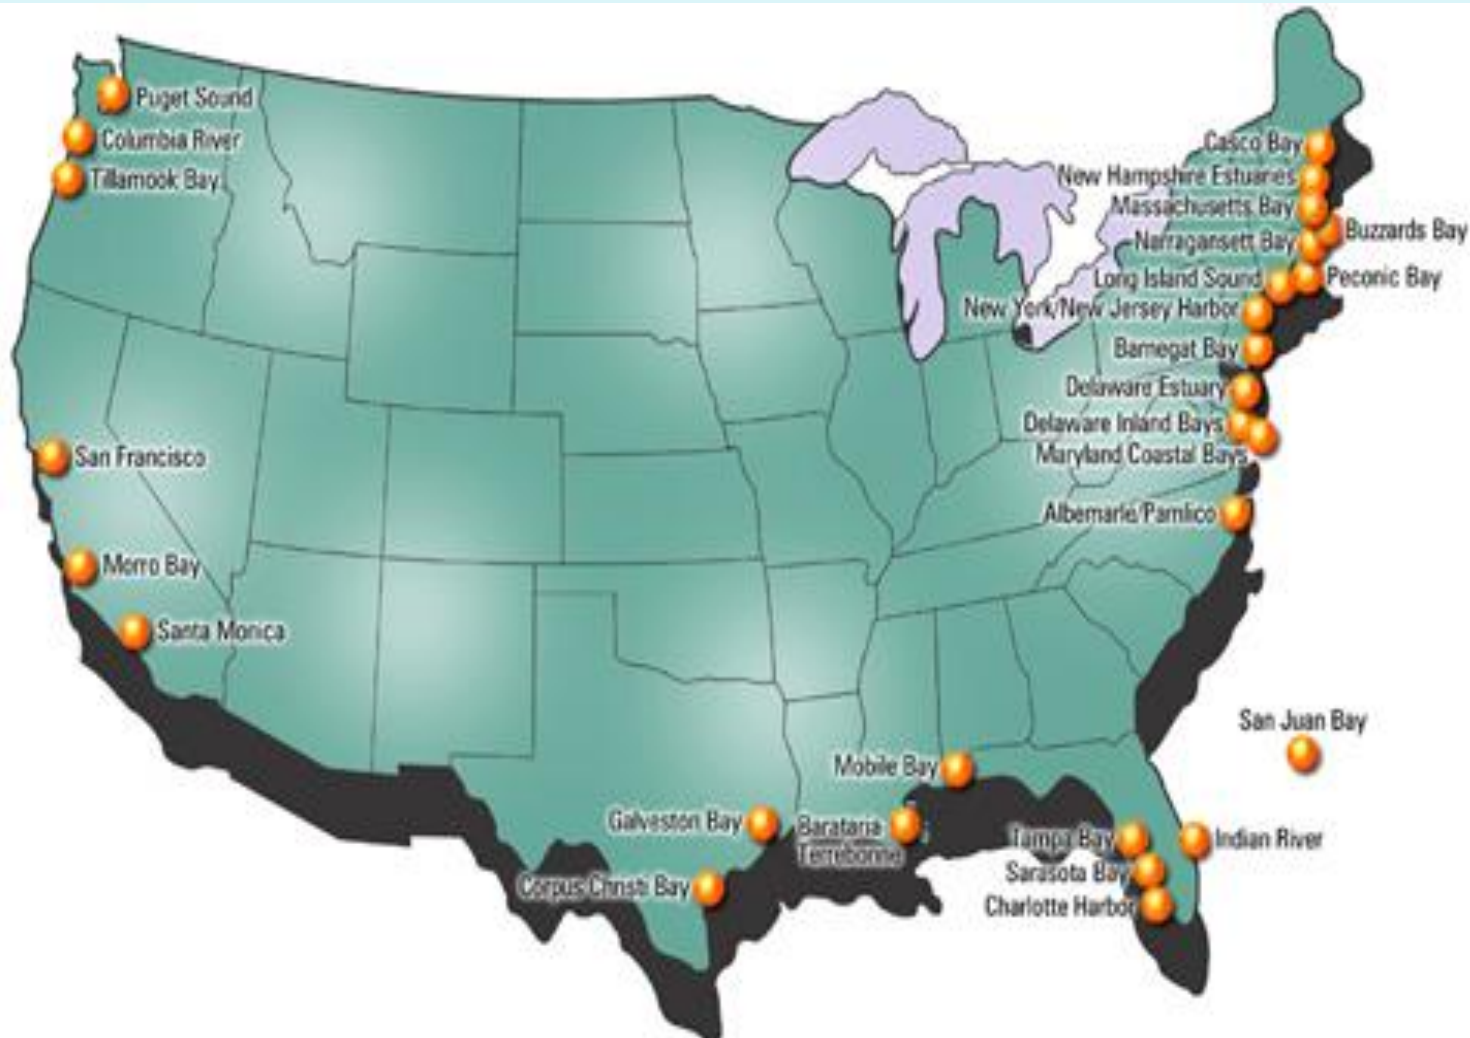 Puget Sound
Columbia River
Tillamook Bay
San Francisco
Morro Bay
Santa Monica
Casco Bay
New Hampshire Estuaries
Massachusetts Bay
Buzzards Bay
Narragansett Bay
Long Island Sound
Peconic Bay
New York/New Jersey Harbor
Barnegat Bay
Delaware Estuary
Delaware Inland Bays
Maryland Coastal Bays
Albemarle/Pamlico
San Juan Bay
Mobile Bay
Galveston Bay
Barataria
Terrebonne
Corpus Christi Bay
Tampa Bay
Indian River
Sarasota Bay
Charlotte Harbor